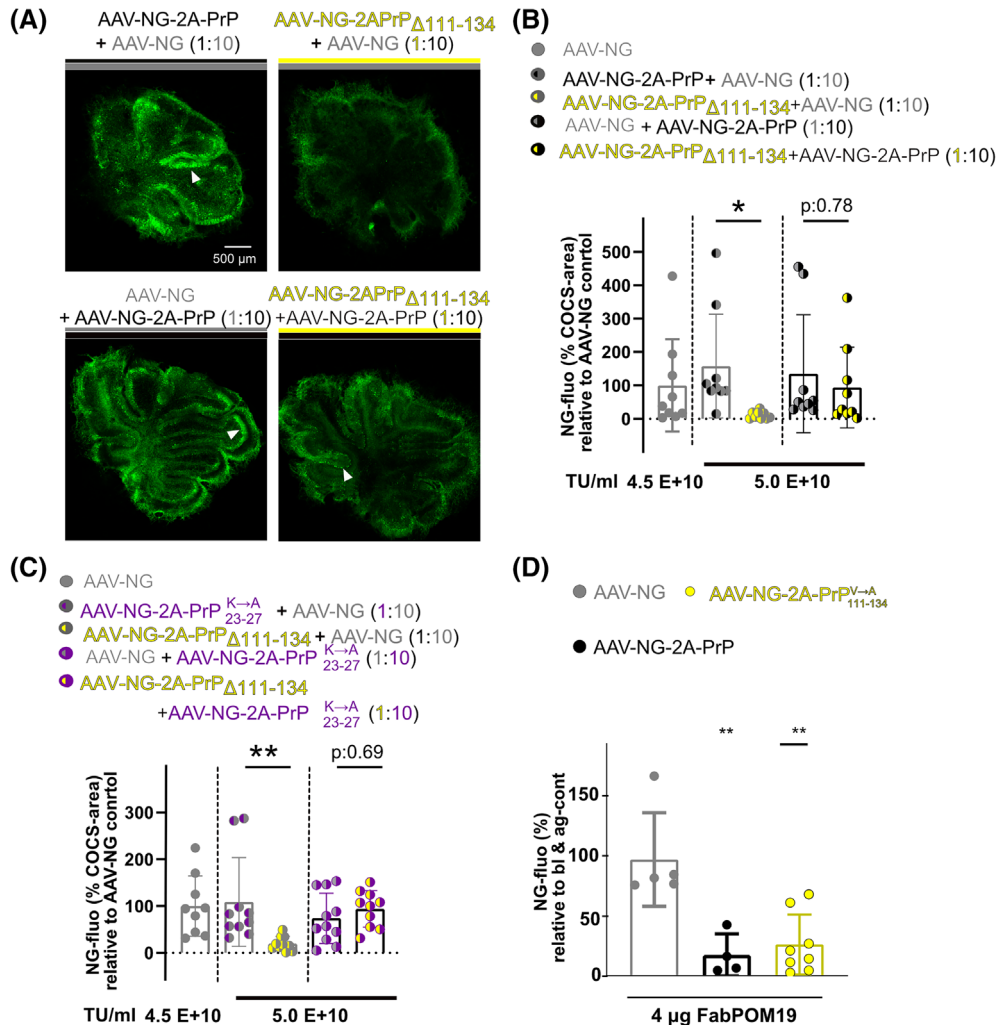 (A)
AAV-NG-2A-PrP
+ AAV-NG (1:10)
AAV-NG-2APrPΔ111-134
+ AAV-NG (1:10)
500 µm
AAV-NG
+ AAV-NG-2A-PrP (1:10)
AAV-NG-2APrPΔ111-134
+AAV-NG-2A-PrP (1:10)
(B)
AAV-NG
AAV-NG-2A-PrP+ AAV-NG (1:10)
AAV-NG-2A-PrPΔ111-134+AAV-NG (1:10)
AAV-NG + AAV-NG-2A-PrP (1:10)
AAV-NG-2A-PrPΔ111-134+AAV-NG-2A-PrP (1:10)
NG-fluo (% COCS-area)
relative to AAV-NG conrtol
500
400
300
200
100
0
*
p:0.78
TU/ml 4.5 E+10 5.0 E+10
(C)
AAV-NG
AAV-NG-2A-PrP K→A 23-27 + AAV-NG (1:10)
AAV-NG-2A-PrPΔ111-134 + AAV-NG (1:10)
AAV-NG + AAV-NG-2A-PrP K→A 23-27 (1:10)
AAV-NG-2A-PrPΔ111-134
+AAV-NG-2A-PrP K→A 23-27 (1:10)
NG-fluo (% COCS-area)
relative to AAV-NG conrtol
300
200
100
0
**
p:0.69
TU/ml 4.5 E+10 5.0 E+10
(D)
AAV-NG AAV-NG-2A-PrP V→A 111-134
AAV-NG-2A-PrP
NG-fluo (%)
relative to bl & ag-cont
150
100
50
0
** **
4 µg FabPOM19